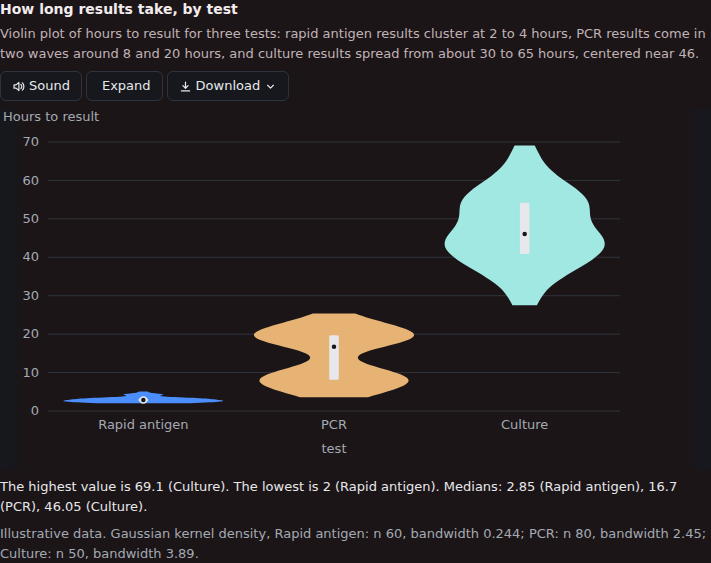 How long results take, by test
Violin plot of hours to result for three tests: rapid antigen results cluster at 2 to 4 hours, PCR results come in
two waves around 8 and 20 hours, and culture results spread from about 30 to 65 hours, centered near 46.
Sound Expand Download
Hours to result
70
60
50
40
30
20
10
0
Rapid antigen PCR Culture
test
The highest value is 69.1 (Culture). The lowest is 2 (Rapid antigen). Medians: 2.85 (Rapid antigen), 16.7
(PCR), 46.05 (Culture).
Illustrative data. Gaussian kernel density, Rapid antigen: n 60, bandwidth 0.244; PCR: n 80, bandwidth 2.45;
Culture: n 50, bandwidth 3.89.